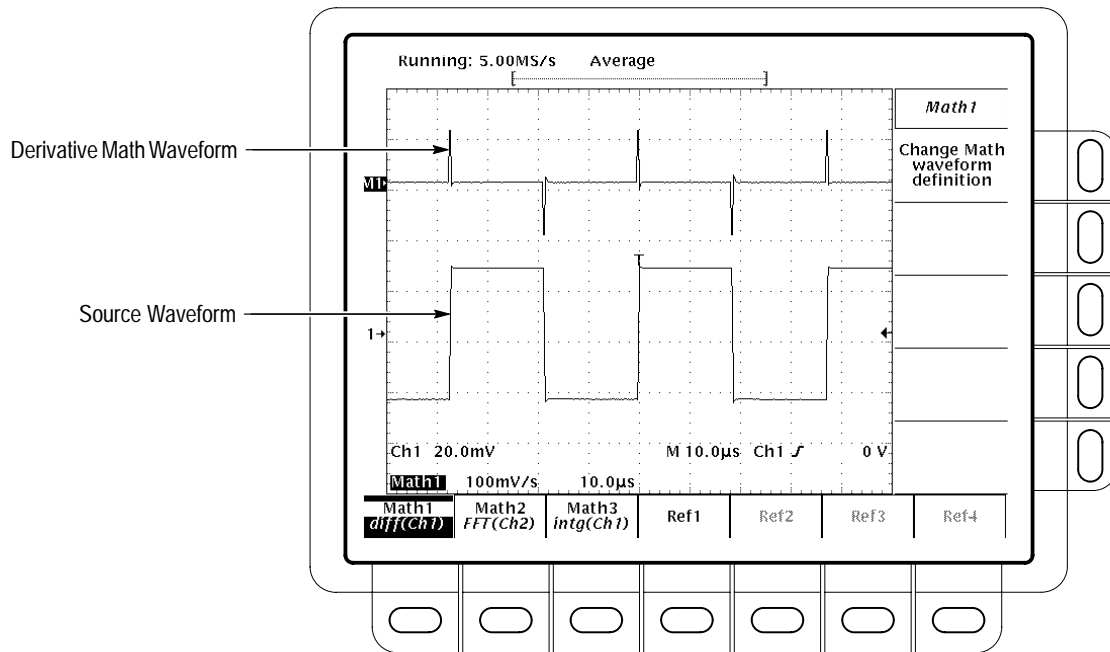 Running: 5.00MS/s Average
Math1
Change Math
waveform
definition
Derivative Math Waveform
M1
T
Source Waveform
1
Ch1 20.0mV M 10.0µs Ch1 0 V
Math1 100mV/s 10.0µs
Math1
diff(Ch1)
Math2
FFT(Ch2)
Math3
intg(Ch1)
Ref1
Ref2
Ref3
Ref4